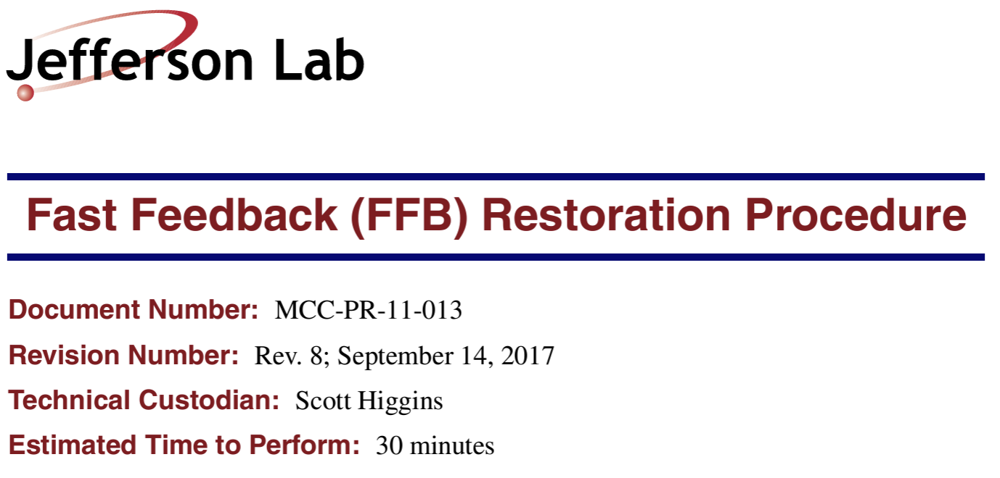 Jefferson Lab
Fast Feedback (FFB) Restoration Procedure
Document Number: MCC-PR-11-013
Revision Number: Rev. 8; September 14, 2017
Technical Custodian: Scott Higgins
Estimated Time to Perform: 30 minutes